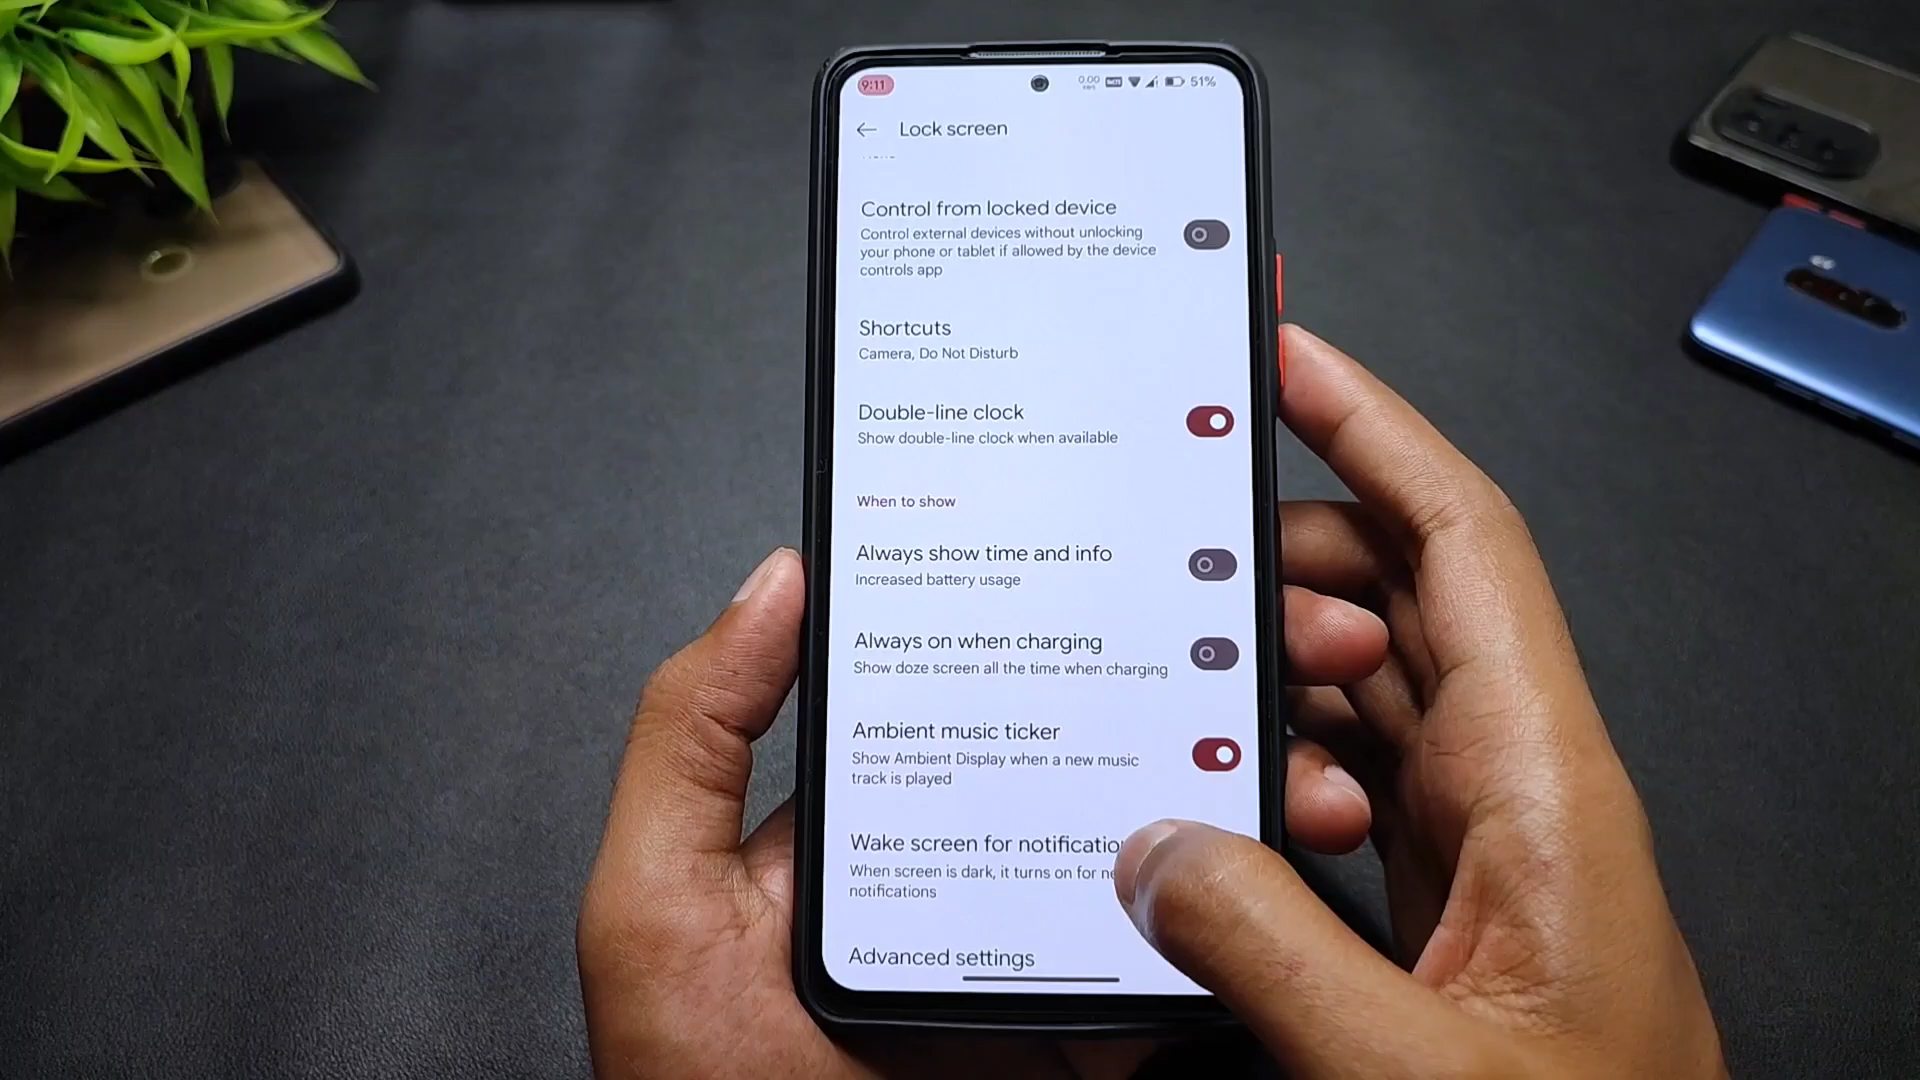 9:11
0.00
51%
Lock screen
Control from locked device
Control external devices without unlocking
your phone or tablet if allowed by the device
controls app
Shortcuts
Camera, Do Not Disturb
Double-line clock
Show double-line clock when available
When to show
Always show time and info
Increased battery usage
Always on when charging
Show doze screen all the time when charging
Ambient music ticker
Show Ambient Display when a new music
track is played
Wake screen for notificatio
When screen is dark, it turns on for ne
notifications
Advanced settings